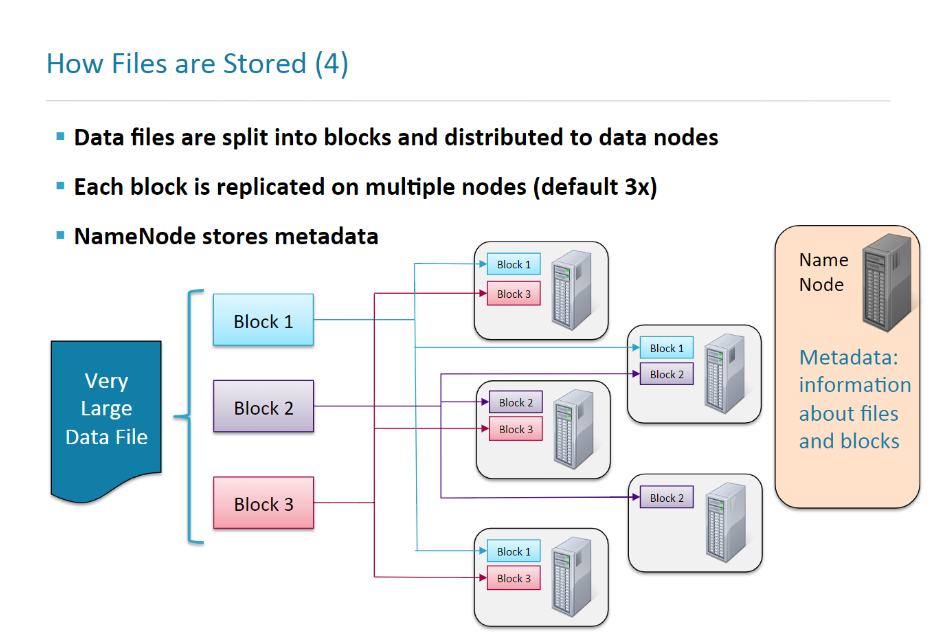 How Files are Stored (4)
Data files are split into blocks and distributed to data nodes
Each block is replicated on multiple nodes (default 3x)
NameNode stores metadata
Very
Large
Data File
Block 1
Block 2
Block 3
Block 1
Block 3
Block 1
Block 2
Block 2
Block 3
Block 2
Block 1
Block 3
Name
Node
Metadata:
information
about files
and blocks